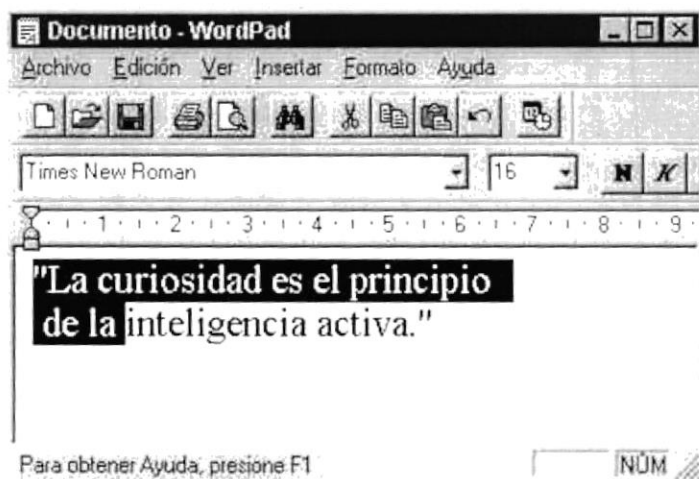 Documento - WordPad
Archivo Edición Ver Insertar Formato Ayuda
Times New Roman 16 N K
1 2 3 4 5 6 7 8 9
"La curiosidad es el principio
de la inteligencia activa."
Para obtener Ayuda, presione F1 NÚM